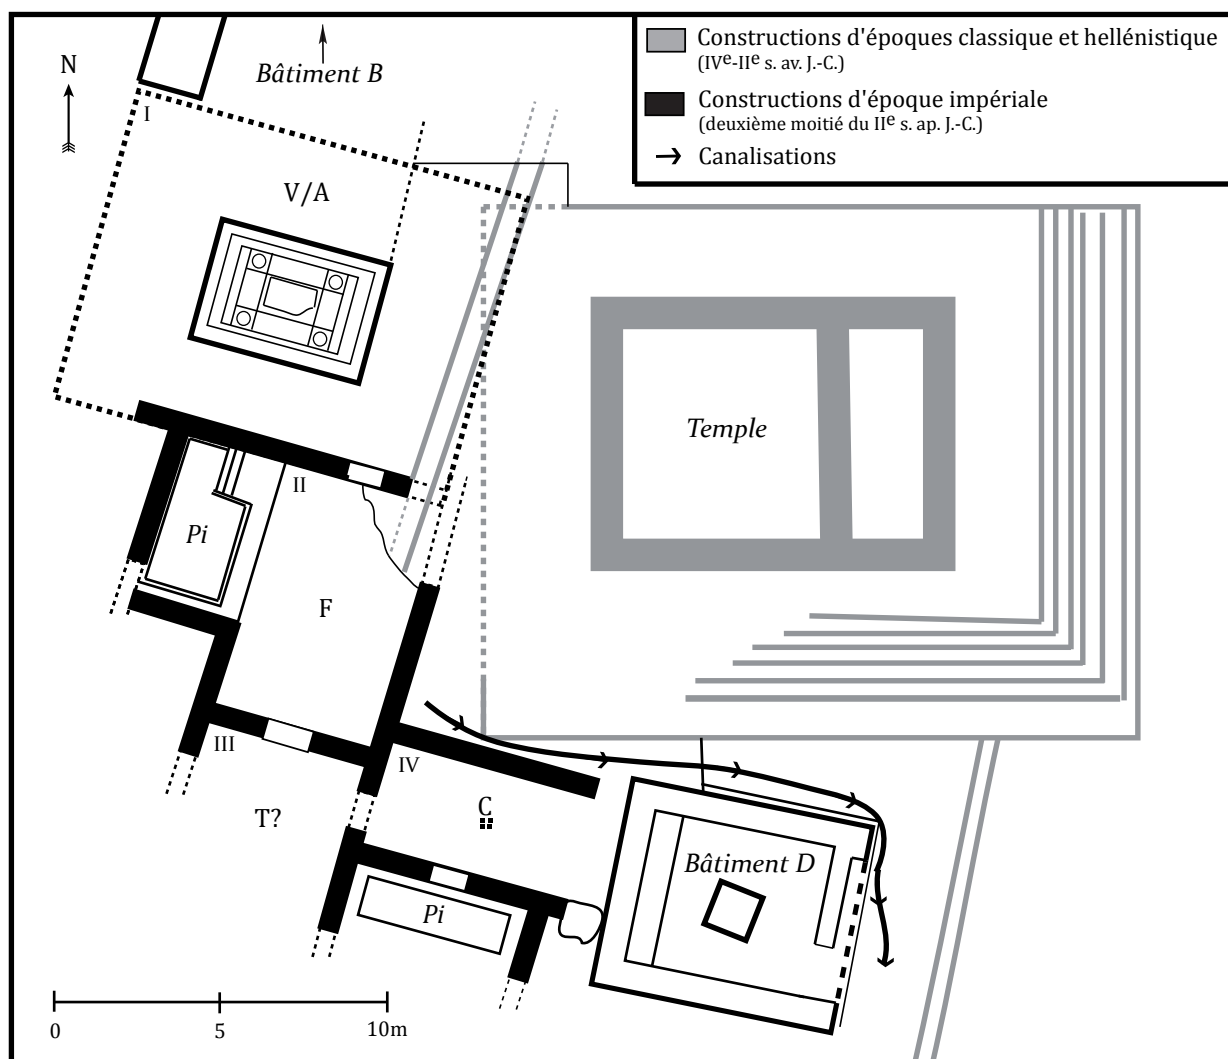 Constructions d'époques classique et hellénistique
(IVe-IIe s. av. J.-C.)
Constructions d'époque impériale
(deuxième moitié du IIe s. ap. J.-C.)
Canalisations
N
Bâtiment B
I
V/A
Temple
II
Pi
F
III
IV
T?
C
Bâtiment D
Pi
0
5
10m